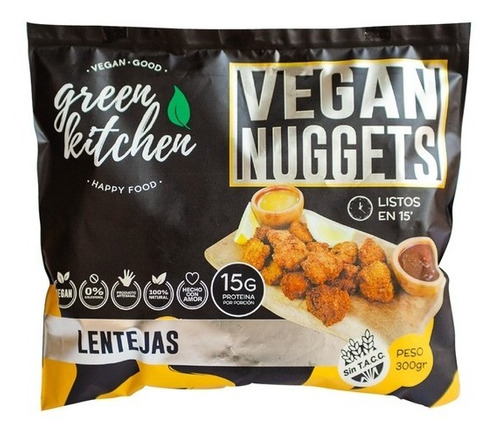 · VEGAN · GOOD ·
green
kitchen
· HAPPY FOOD ·
VEGAN
NUGGETS
LISTOS
EN 15'
VEGAN
0%
COLESTEROL
PRODUCTO
ARTESANAL
100%
NATURAL
HECHO
CON AMOR
15G
PROTEINA
POR PORCIÓN
LENTEJAS
Sin T.A.C.C.
PESO
300gr